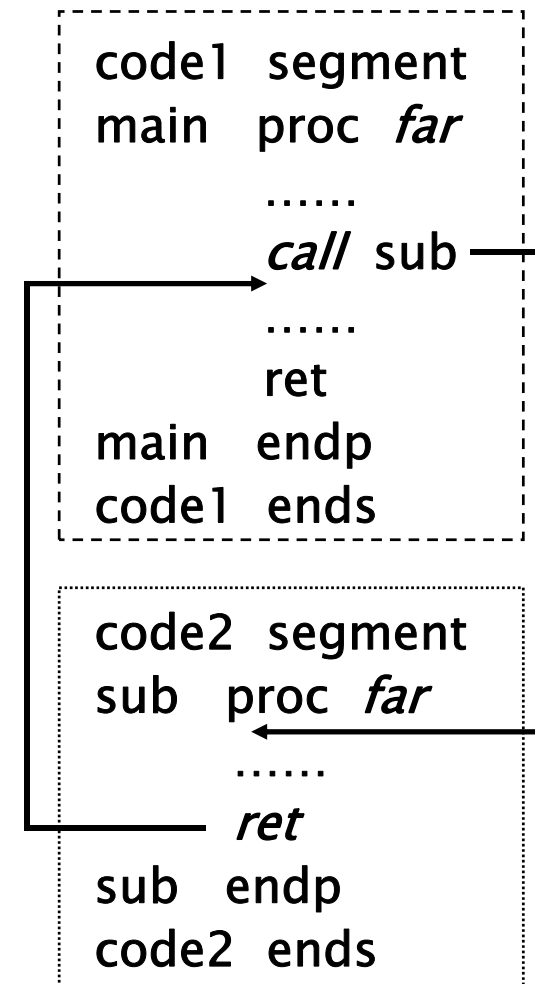 code1 segment
main proc far
......
call sub
......
ret
main endp
code1 ends
code2 segment
sub proc far
......
ret
sub endp
code2 ends